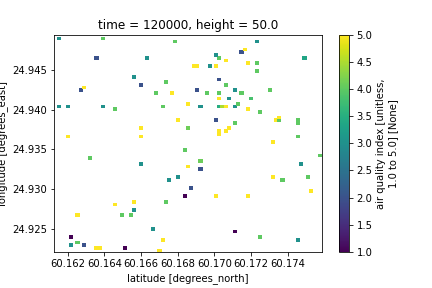 time = 120000, height = 50.0
24.945
24.940
24.935
24.930
24.925
longitude [degrees_east]
60.162 60.164 60.166 60.168 60.170 60.172 60.174
latitude [degrees_north]
5.0
4.5
4.0
3.5
3.0
2.5
2.0
1.5
1.0
air quality index [unitless,
1.0 to 5.0] [None]